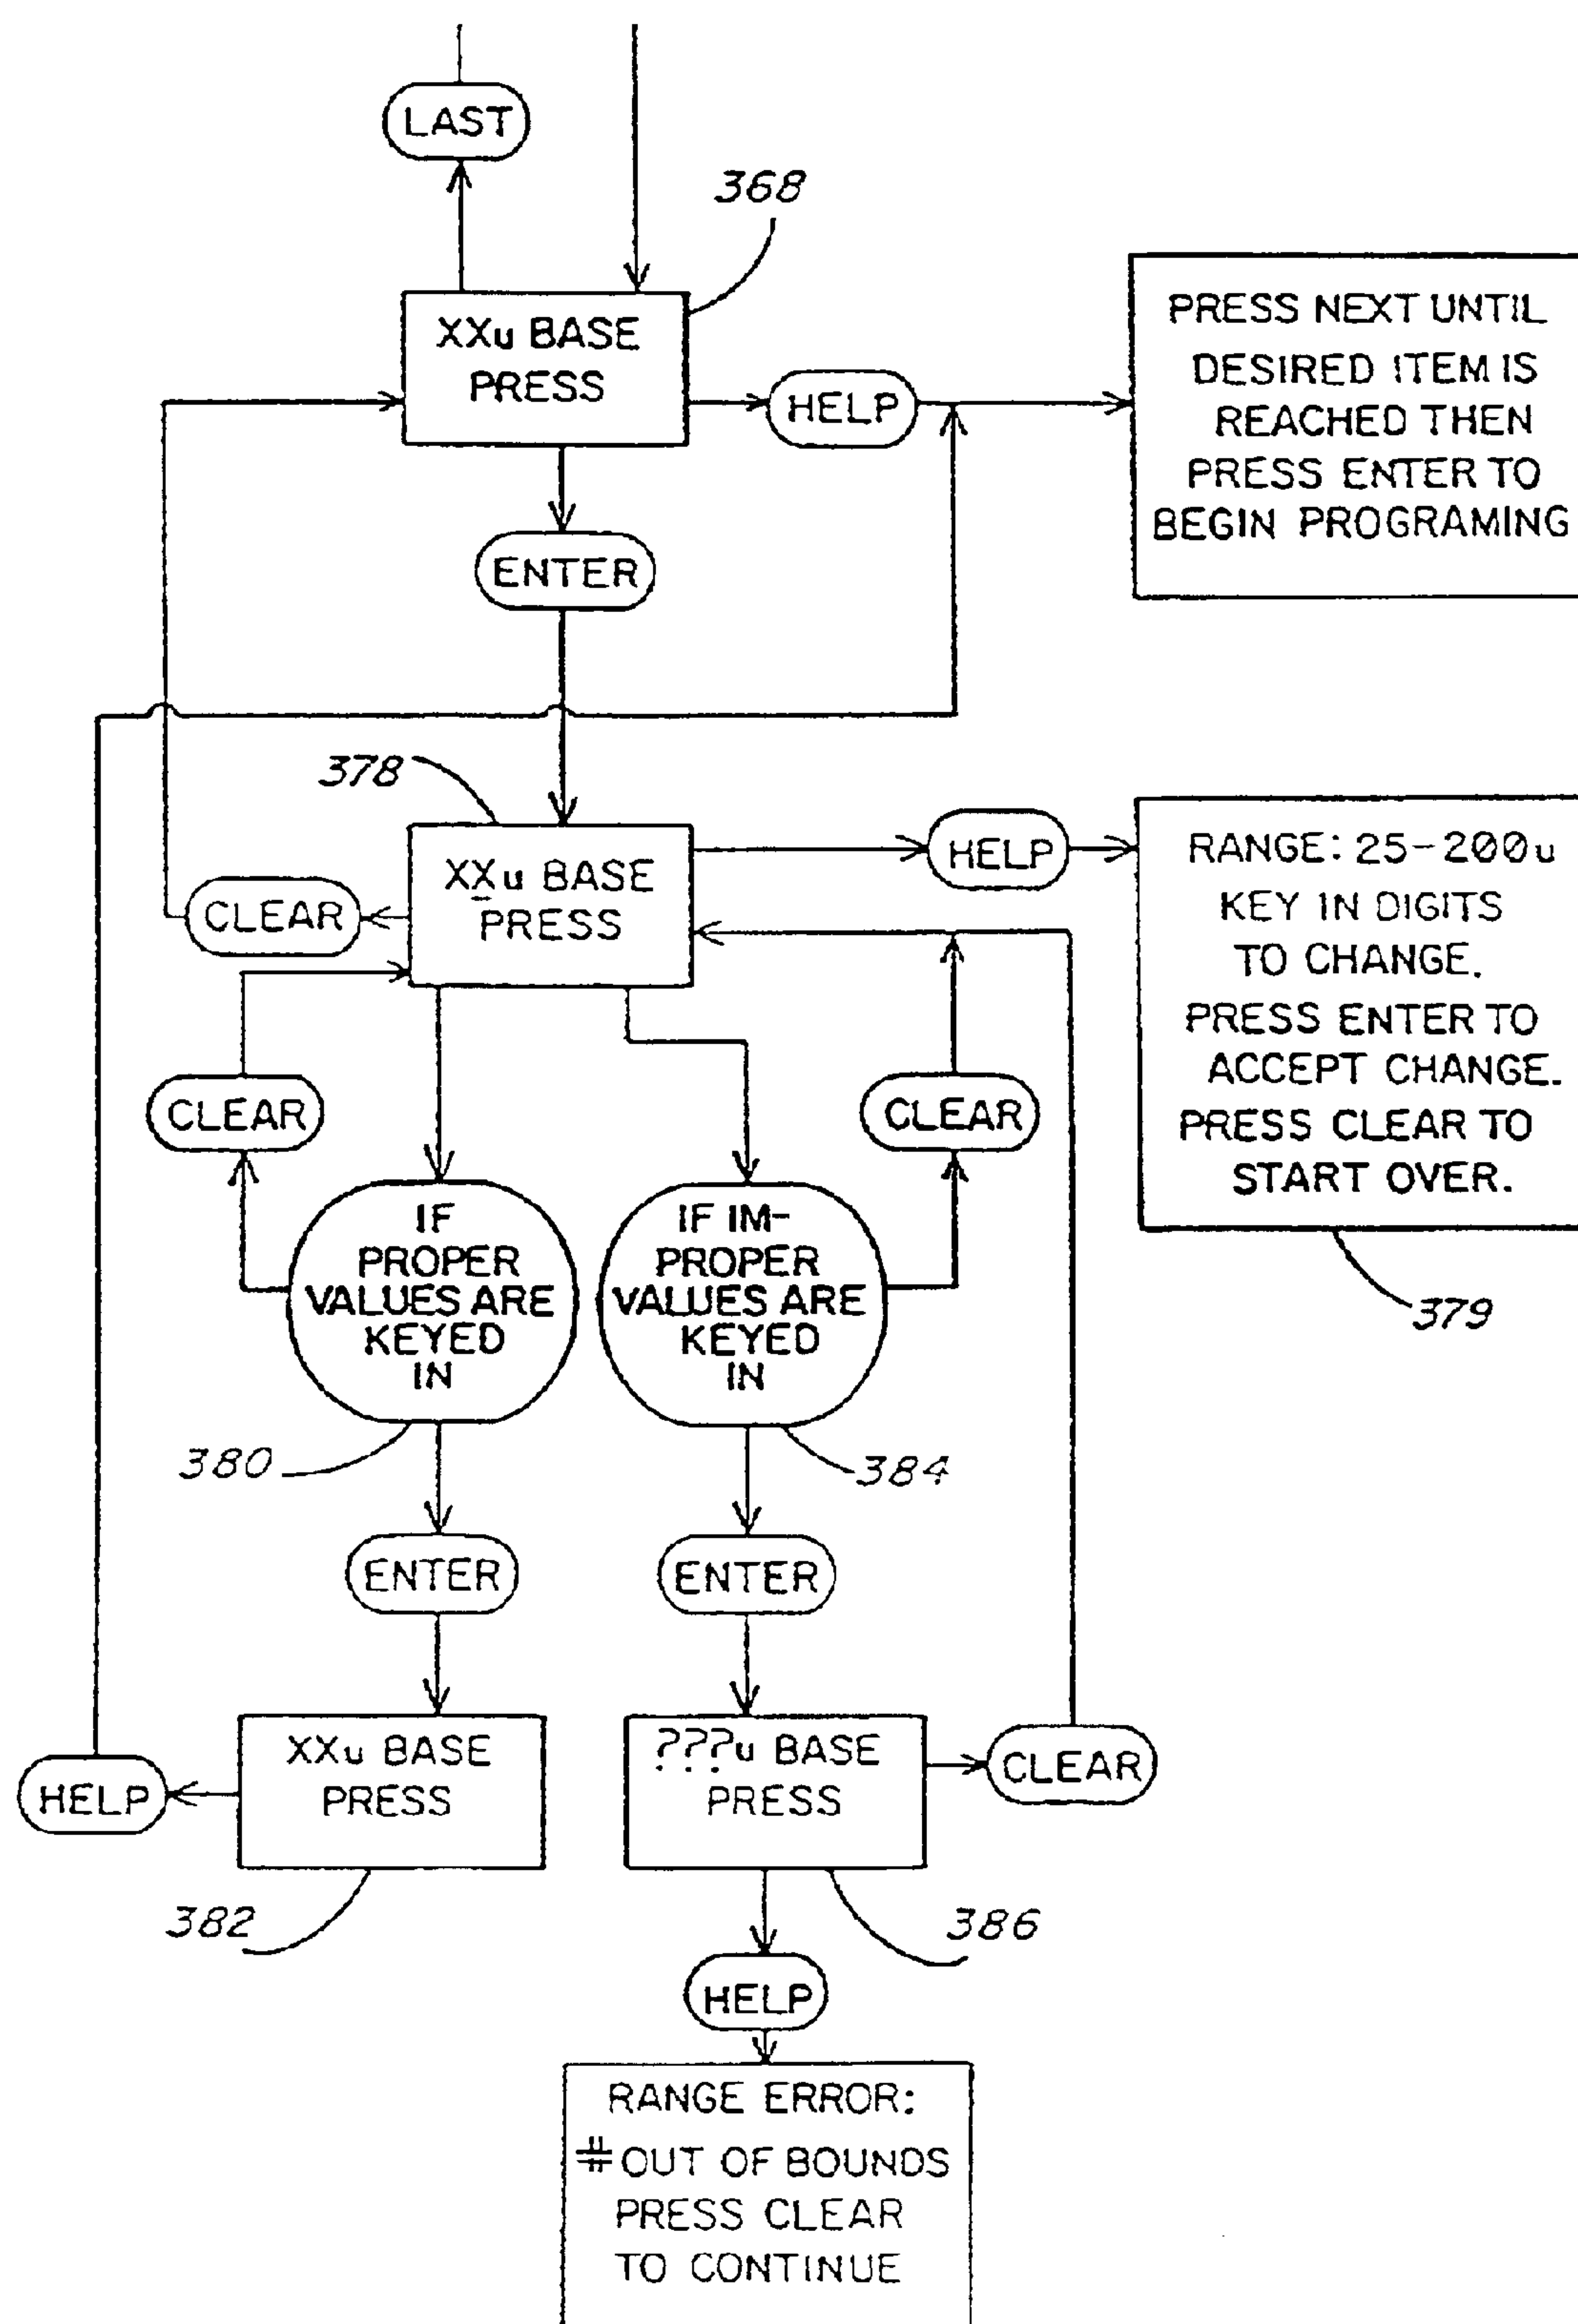 LAST
368
XXu BASE
PRESS
HELP
PRESS NEXT UNTIL
DESIRED ITEM IS
REACHED THEN
PRESS ENTER TO
BEGIN PROGRAMING
ENTER
378
XXu BASE
PRESS
HELP
CLEAR
RANGE: 25-200u
KEY IN DIGITS
TO CHANGE.
PRESS ENTER TO
ACCEPT CHANGE.
PRESS CLEAR TO
START OVER.
379
CLEAR
CLEAR
IF
PROPER
VALUES ARE
KEYED
IN
IF IM-
PROPER
VALUES ARE
KEYED
IN
380
384
ENTER
ENTER
XXu BASE
PRESS
HELP
382
???u BASE
PRESS
CLEAR
386
HELP
RANGE ERROR:
# OUT OF BOUNDS
PRESS CLEAR
TO CONTINUE